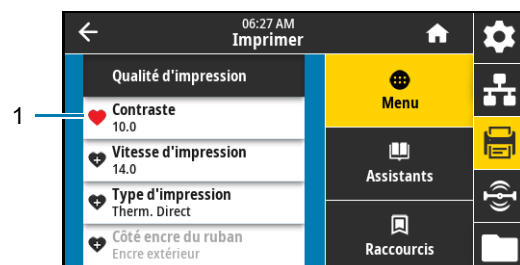 06:27 AM
Imprimer
Qualité d'impression
1
Contraste
10.0
Vitesse d'impression
14.0
Type d'impression
Therm. Direct
Côté encre du ruban
Encre extérieur
Menu
Assistants
Raccourcis